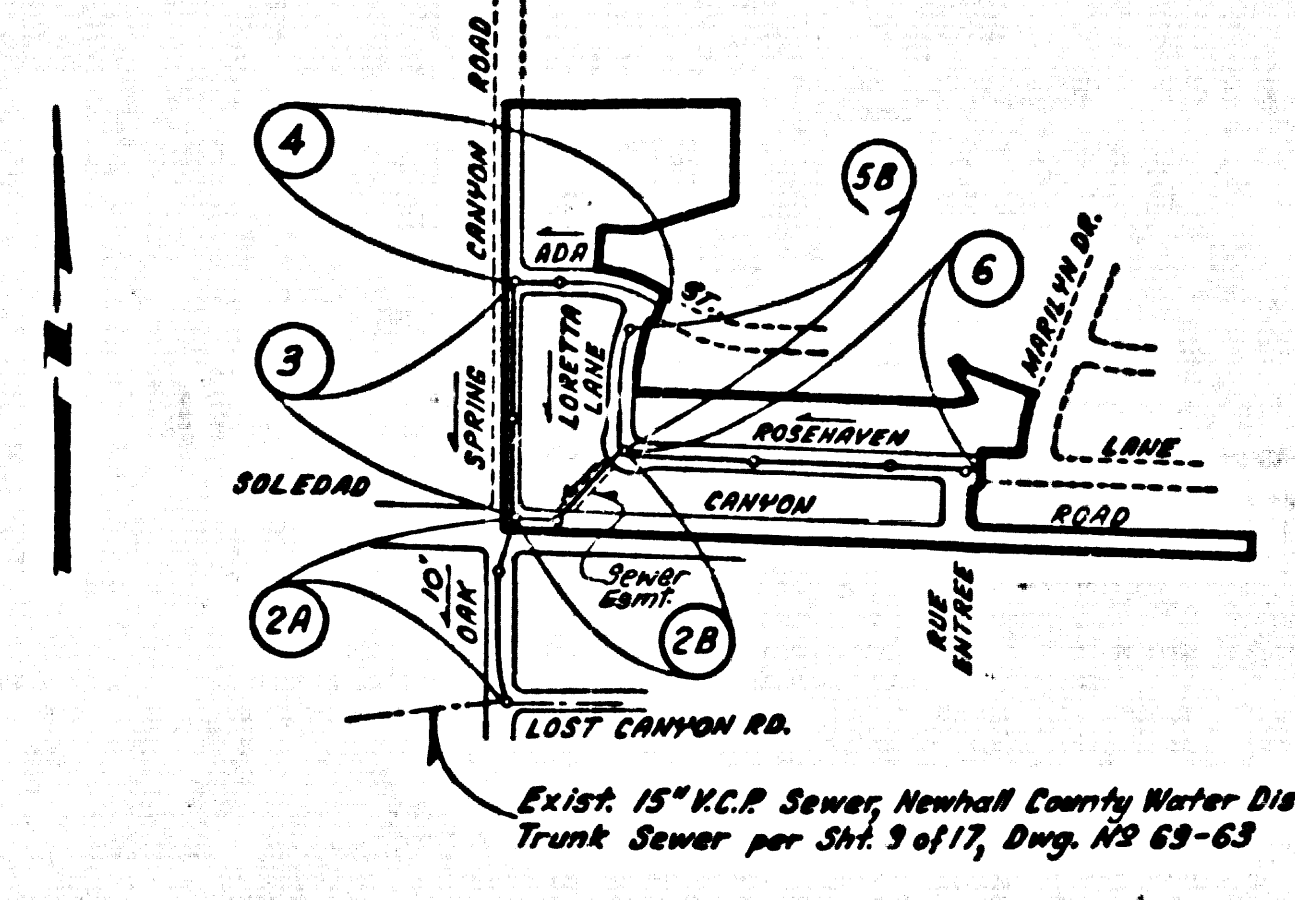 ROAD
CANYON
SPRING
4
ADA
5B
ST.
6
MARILYN DR.
3
LORETTA
LANE
ROSEHAVEN
LANE
SOLEDAD
CANYON
ROAD
10"
OAK
Sewer
Esmt.
2A
2B
RUE
ENTREE
LOST CANYON RD.
N
Exist. 15" V.C.P. Sewer, Newhall County Water Dis
Trunk Sewer per Sht. 9 of 17, Dwg. Nº 69-63